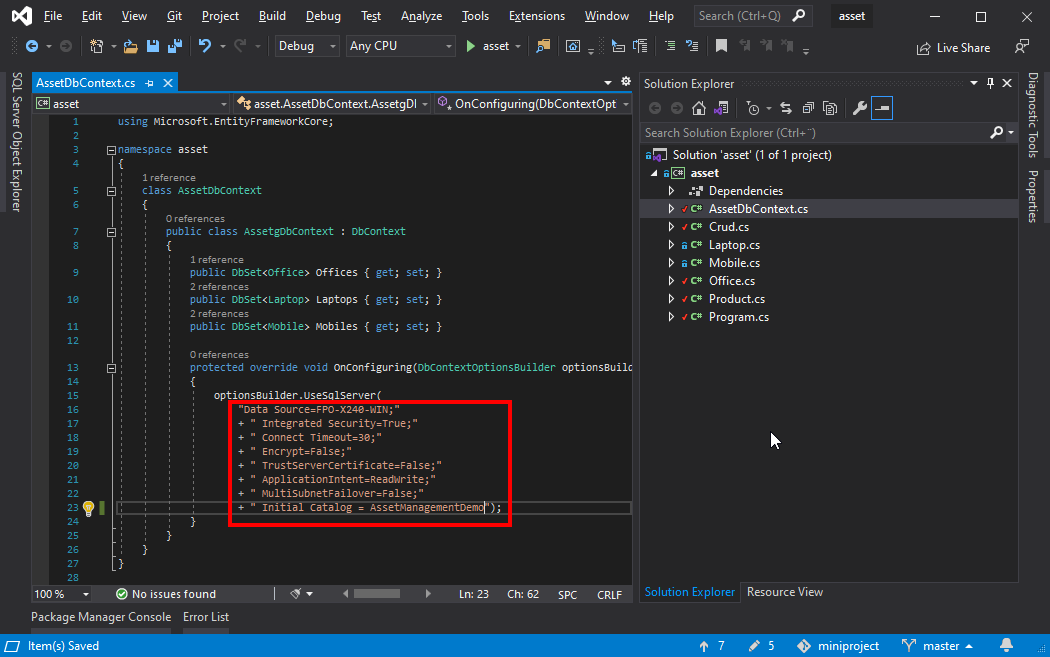 File Edit View Git Project Build Debug Test Analyze Tools Extensions Window Help Search (Ctrl+Q) asset
Debug Any CPU asset Live Share
SQL Server Object Explorer
AssetDbContext.cs
asset asset.AssetDbContext.AssetgDl OnConfiguring(DbContextOpt
1 using Microsoft.EntityFrameworkCore;
2
3 namespace asset
4 {
1 reference
5 class AssetDbContext
6 {
0 references
7 public class AssetgDbContext : DbContext
8 {
1 reference
9 public DbSet<Office> Offices { get; set; }
2 references
10 public DbSet<Laptop> Laptops { get; set; }
2 references
11 public DbSet<Mobile> Mobiles { get; set; }
12
0 references
13 protected override void OnConfiguring(DbContextOptionsBuilder optionsBuild
14 {
15 optionsBuilder.UseSqlServer(
16 "Data Source=FPO-X240-WIN;"
17 + " Integrated Security=True;"
18 + " Connect Timeout=30;"
19 + " Encrypt=False;"
20 + " TrustServerCertificate=False;"
21 + " ApplicationIntent=ReadWrite;"
22 + " MultiSubnetFailover=False;"
23 + " Initial Catalog = AssetManagementDemo");
24 }
25 }
26 }
27 }
28
100 % No issues found Ln: 23 Ch: 62 SPC CRLF
Solution Explorer
Search Solution Explorer (Ctrl+¨)
Solution 'asset' (1 of 1 project)
C# asset
Dependencies
C# AssetDbContext.cs
C# Crud.cs
C# Laptop.cs
C# Mobile.cs
C# Office.cs
C# Product.cs
C# Program.cs
Solution Explorer Resource View
Diagnostic Tools
Properties
Package Manager Console Error List
Item(s) Saved 7 5 miniproject master